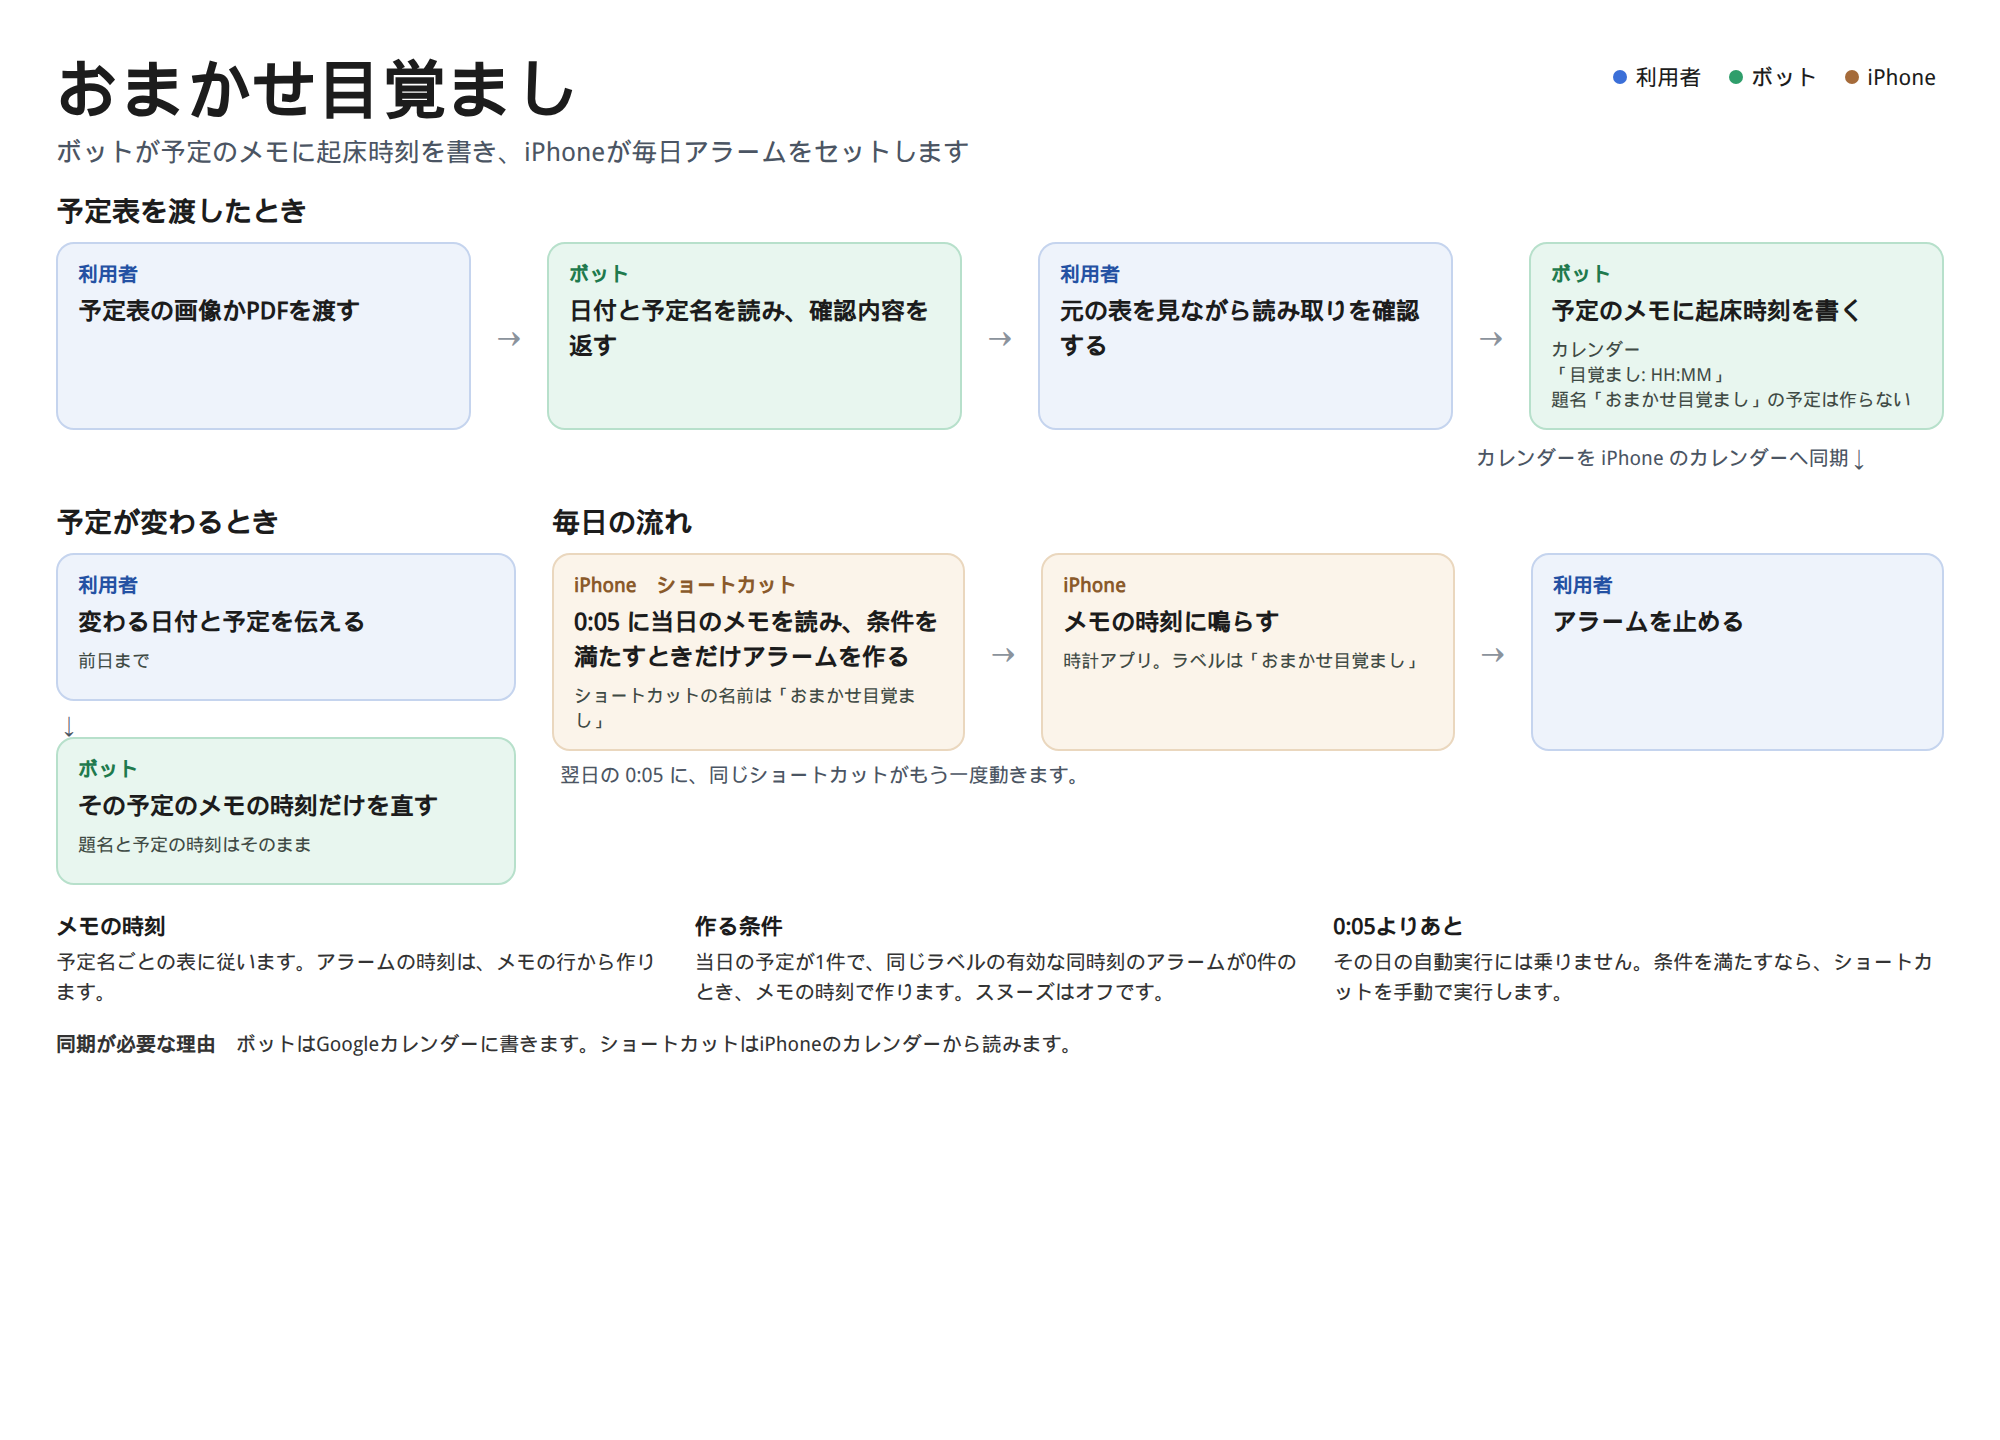 おまかせ目覚まし
利用者 ボット iPhone
ボットが予定のメモに起床時刻を書き、iPhoneが毎日アラームをセットします
予定表を渡したとき
利用者
予定表の画像かPDFを渡す
→
ボット
日付と予定名を読み、確認内容を
返す
→
利用者
元の表を見ながら読み取りを確認
する
→
ボット
予定のメモに起床時刻を書く
カレンダー
「目覚まし: HH:MM」
題名「おまかせ目覚まし」の予定は作らない
カレンダーを iPhone のカレンダーへ同期↓
予定が変わるとき
利用者
変わる日付と予定を伝える
前日まで
↓
ボット
その予定のメモの時刻だけを直す
題名と予定の時刻はそのまま
毎日の流れ
iPhone　ショートカット
0:05 に当日のメモを読み、条件を
満たすときだけアラームを作る
ショートカットの名前は「おまかせ目覚ま
し」
→
iPhone
メモの時刻に鳴らす
時計アプリ。ラベルは「おまかせ目覚まし」
→
利用者
アラームを止める
翌日の 0:05 に、同じショートカットがもう一度動きます。
メモの時刻
予定名ごとの表に従います。アラームの時刻は、メモの行から作り
ます。
作る条件
当日の予定が1件で、同じラベルの有効な同時刻のアラームが0件の
とき、メモの時刻で作ります。スヌーズはオフです。
0:05よりあと
その日の自動実行には乗りません。条件を満たすなら、ショートカ
ットを手動で実行します。
同期が必要な理由　ボットはGoogleカレンダーに書きます。ショートカットはiPhoneのカレンダーから読みます。